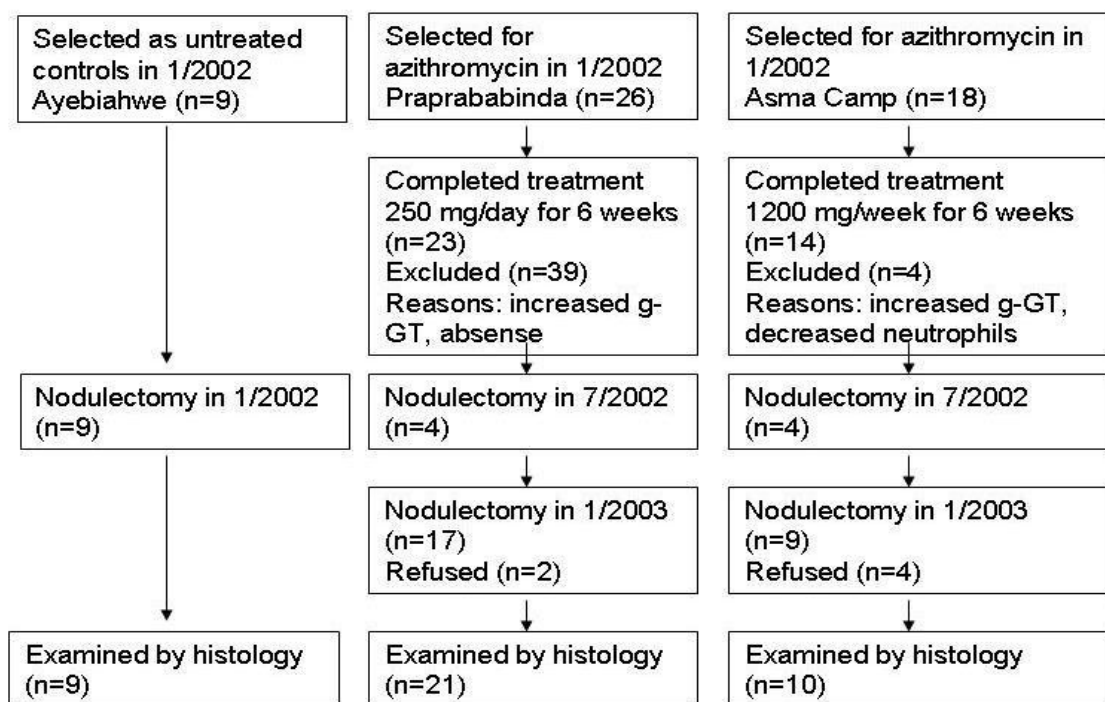 Selected as untreated
controls in 1/2002
Ayebiahwe (n=9)
Selected for
azithromycin in 1/2002
Praprababinda (n=26)
Selected for azithromycin in
1/2002
Asma Camp (n=18)
Completed treatment
250 mg/day for 6 weeks
(n=23)
Excluded (n=39)
Reasons: increased g-
GT, absense
Completed treatment
1200 mg/week for 6 weeks
(n=14)
Excluded (n=4)
Reasons: increased g-GT,
decreased neutrophils
Nodulectomy in 1/2002
(n=9)
Nodulectomy in 7/2002
(n=4)
Nodulectomy in 7/2002
(n=4)
Nodulectomy in 1/2003
(n=17)
Refused (n=2)
Nodulectomy in 1/2003
(n=9)
Refused (n=4)
Examined by histology
(n=9)
Examined by histology
(n=21)
Examined by histology
(n=10)